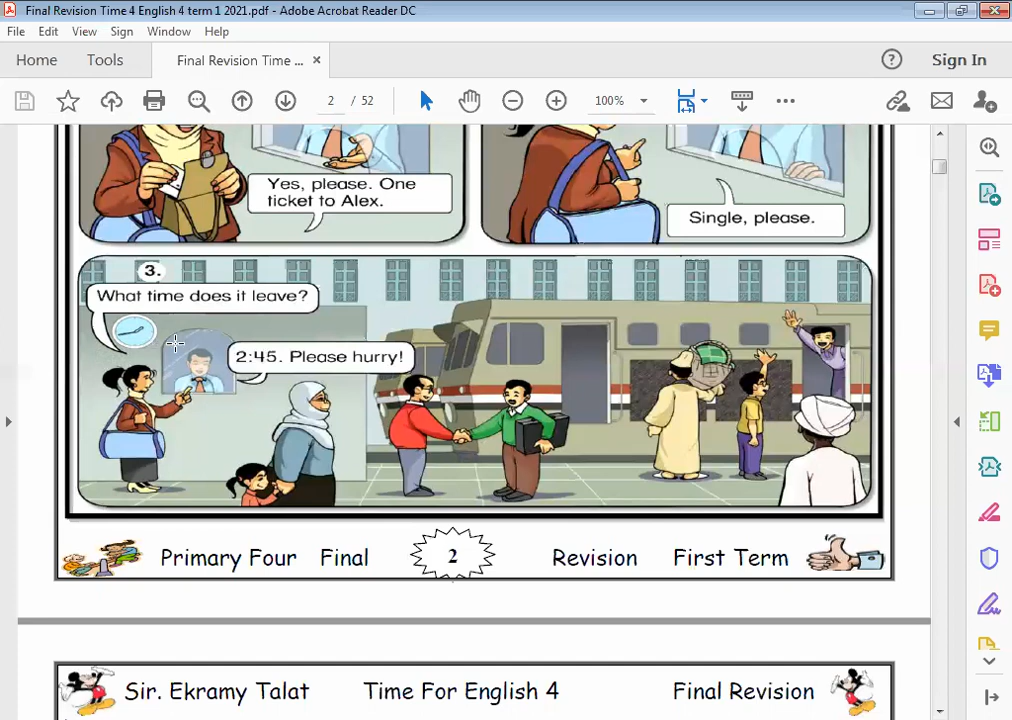 Final Revision Time 4 English 4 term 1 2021.pdf - Adobe Acrobat Reader DC
File Edit View Sign Window Help
Home Tools Final Revision Time ... Sign In
2 / 52 100%
Yes, please. One
ticket to Alex.
Single, please.
3.
What time does it leave?
2:45. Please hurry!
Primary Four Final 2 Revision First Term
Sir. Ekramy Talat Time For English 4 Final Revision